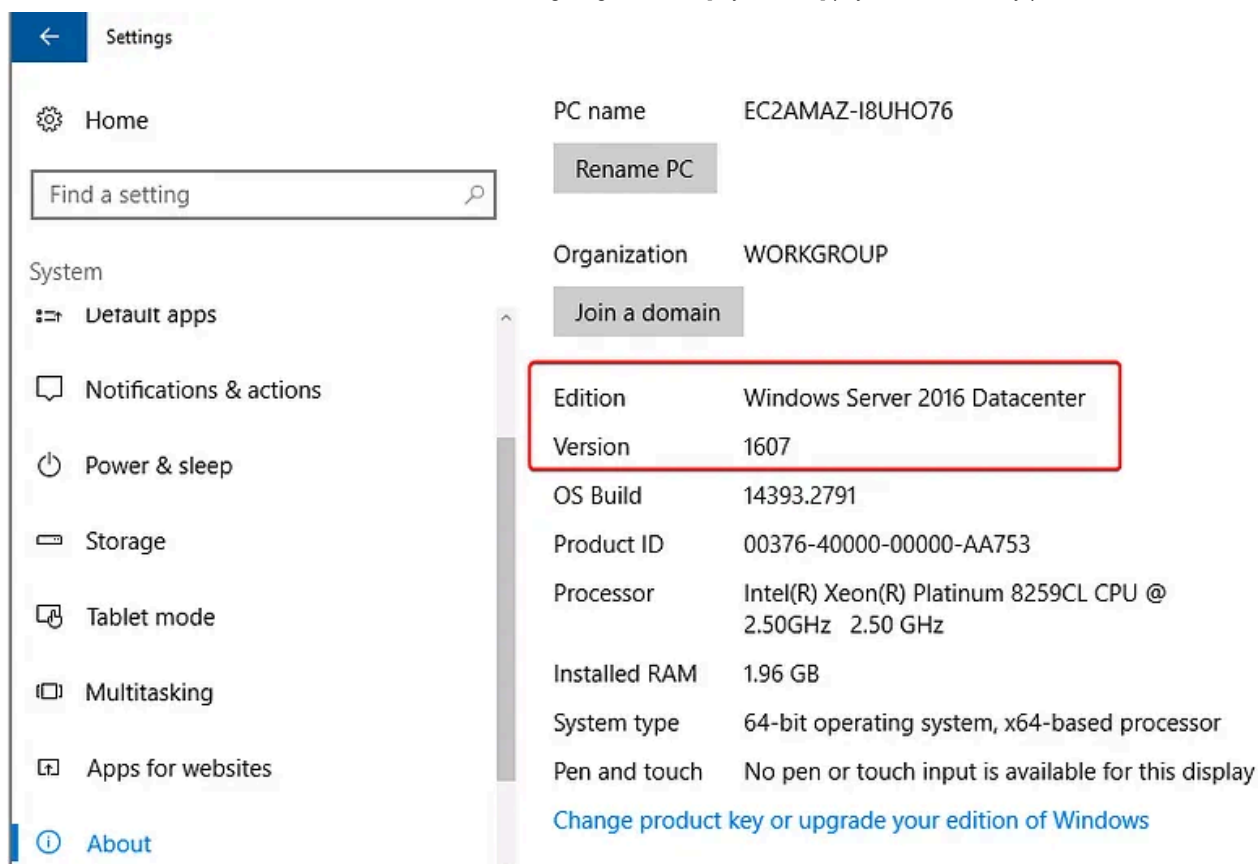 Settings
Home
Find a setting
System
Default apps
Notifications & actions
Power & sleep
Storage
Tablet mode
Multitasking
Apps for websites
About
PC name EC2AMAZ-I8UHO76
Rename PC
Organization WORKGROUP
Join a domain
Edition Windows Server 2016 Datacenter
Version 1607
OS Build 14393.2791
Product ID 00376-40000-00000-AA753
Processor Intel(R) Xeon(R) Platinum 8259CL CPU @
2.50GHz 2.50 GHz
Installed RAM 1.96 GB
System type 64-bit operating system, x64-based processor
Pen and touch No pen or touch input is available for this display
Change product key or upgrade your edition of Windows